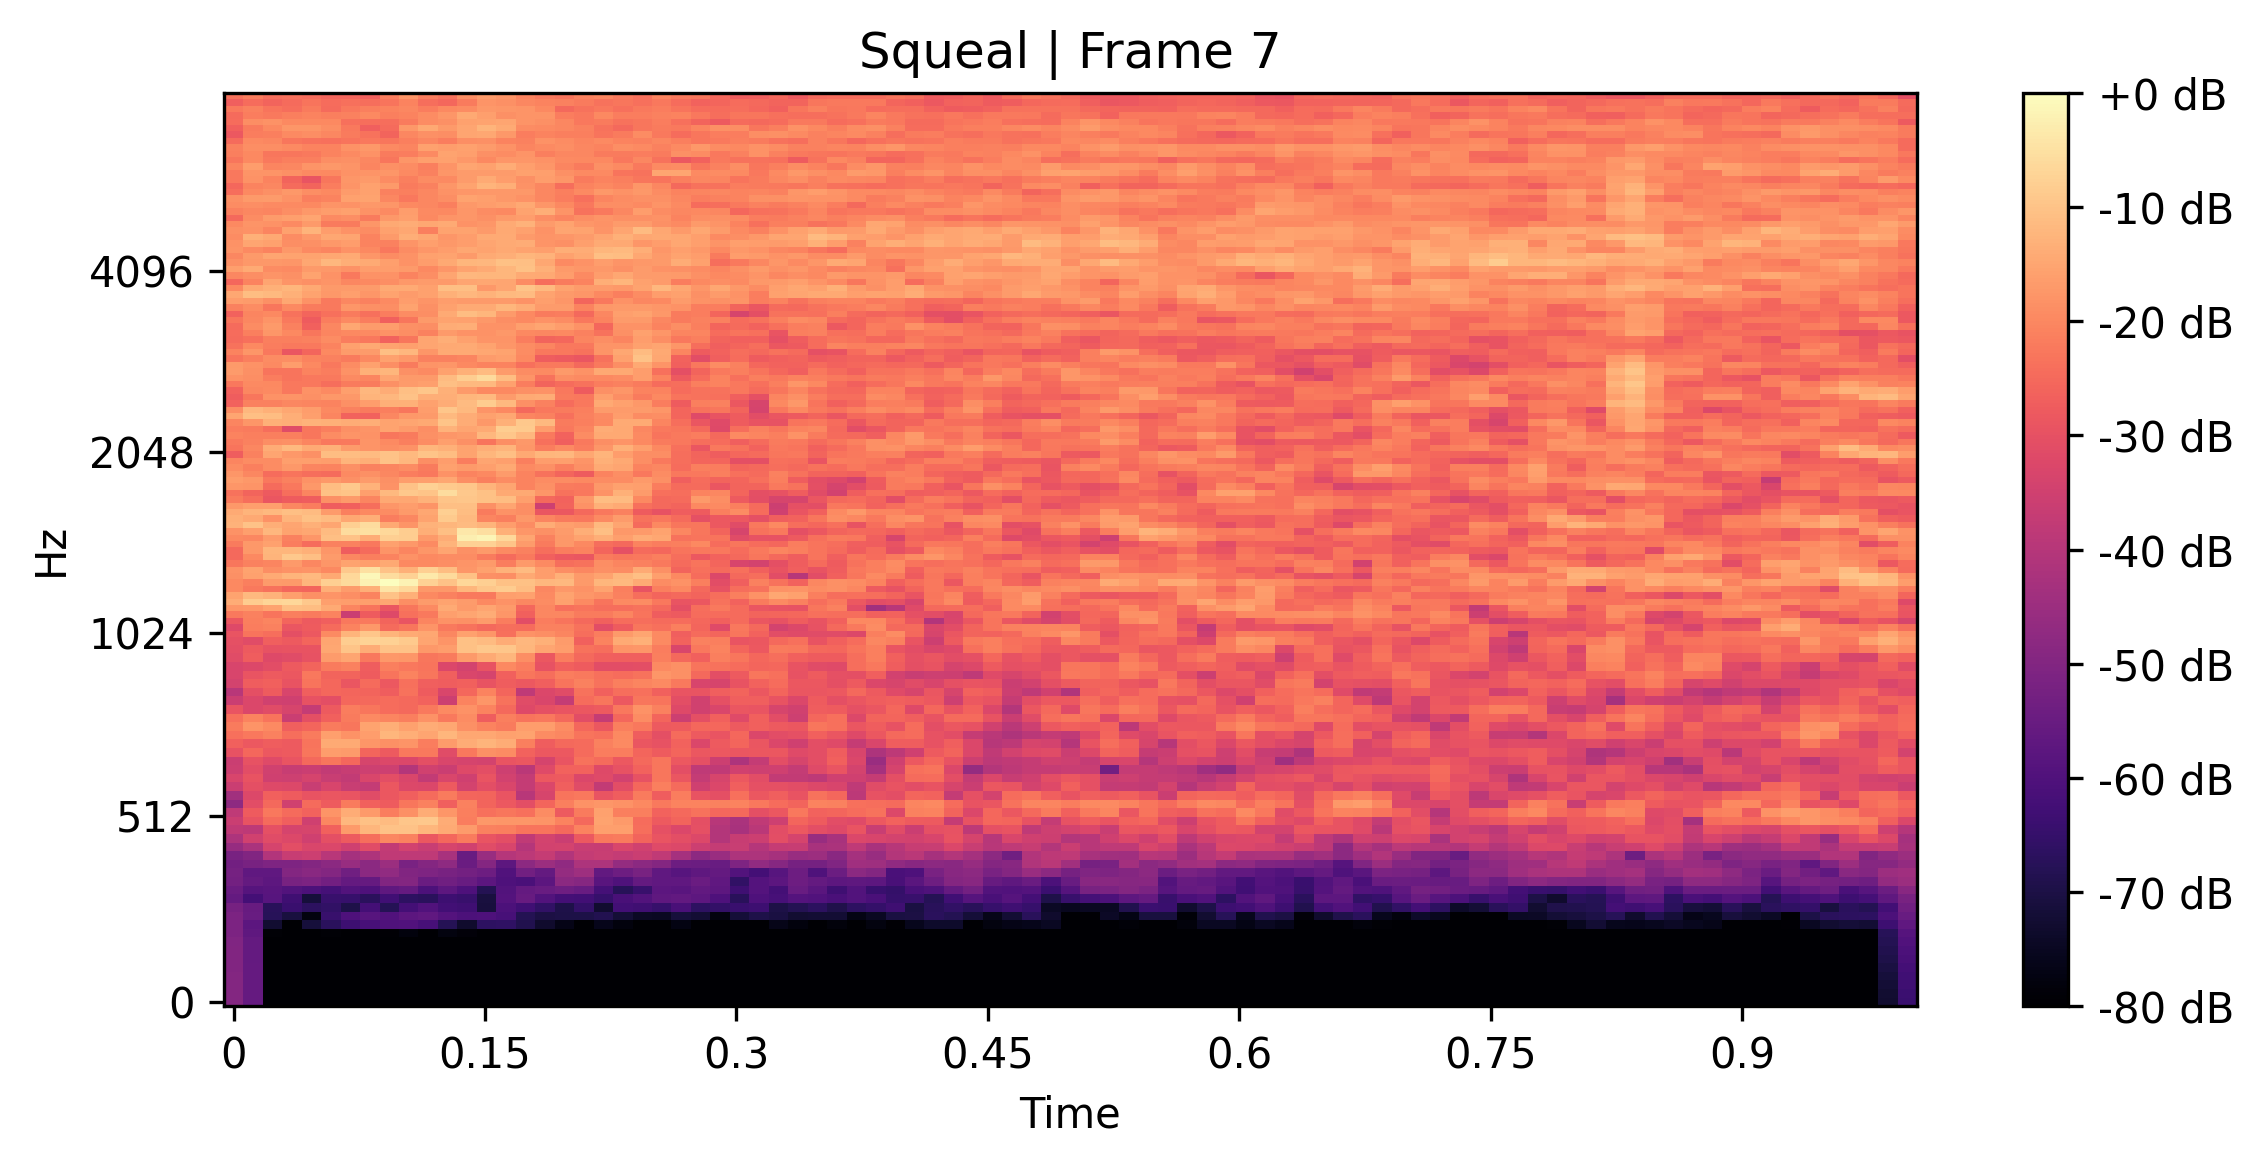 Squeal | Frame 7
+0 dB
-10 dB
-20 dB
-30 dB
-40 dB
-50 dB
-60 dB
-70 dB
-80 dB
Hz
4096
2048
1024
512
0
0 0.15 0.3 0.45 0.6 0.75 0.9
Time